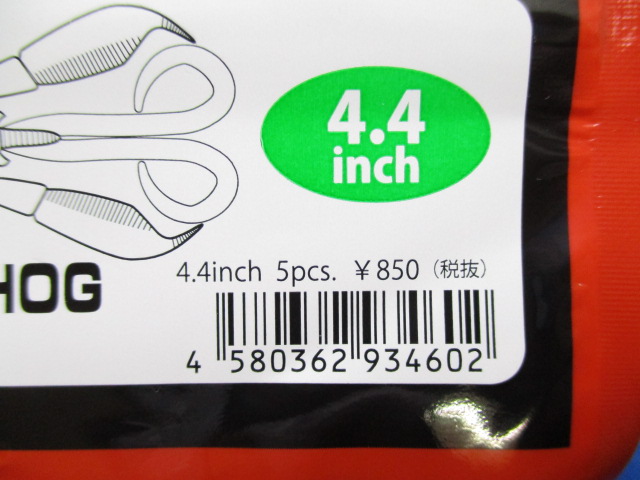 4.4
inch
HOG
4.4inch 5pcs. ￥850（税抜）
4 580362 934602